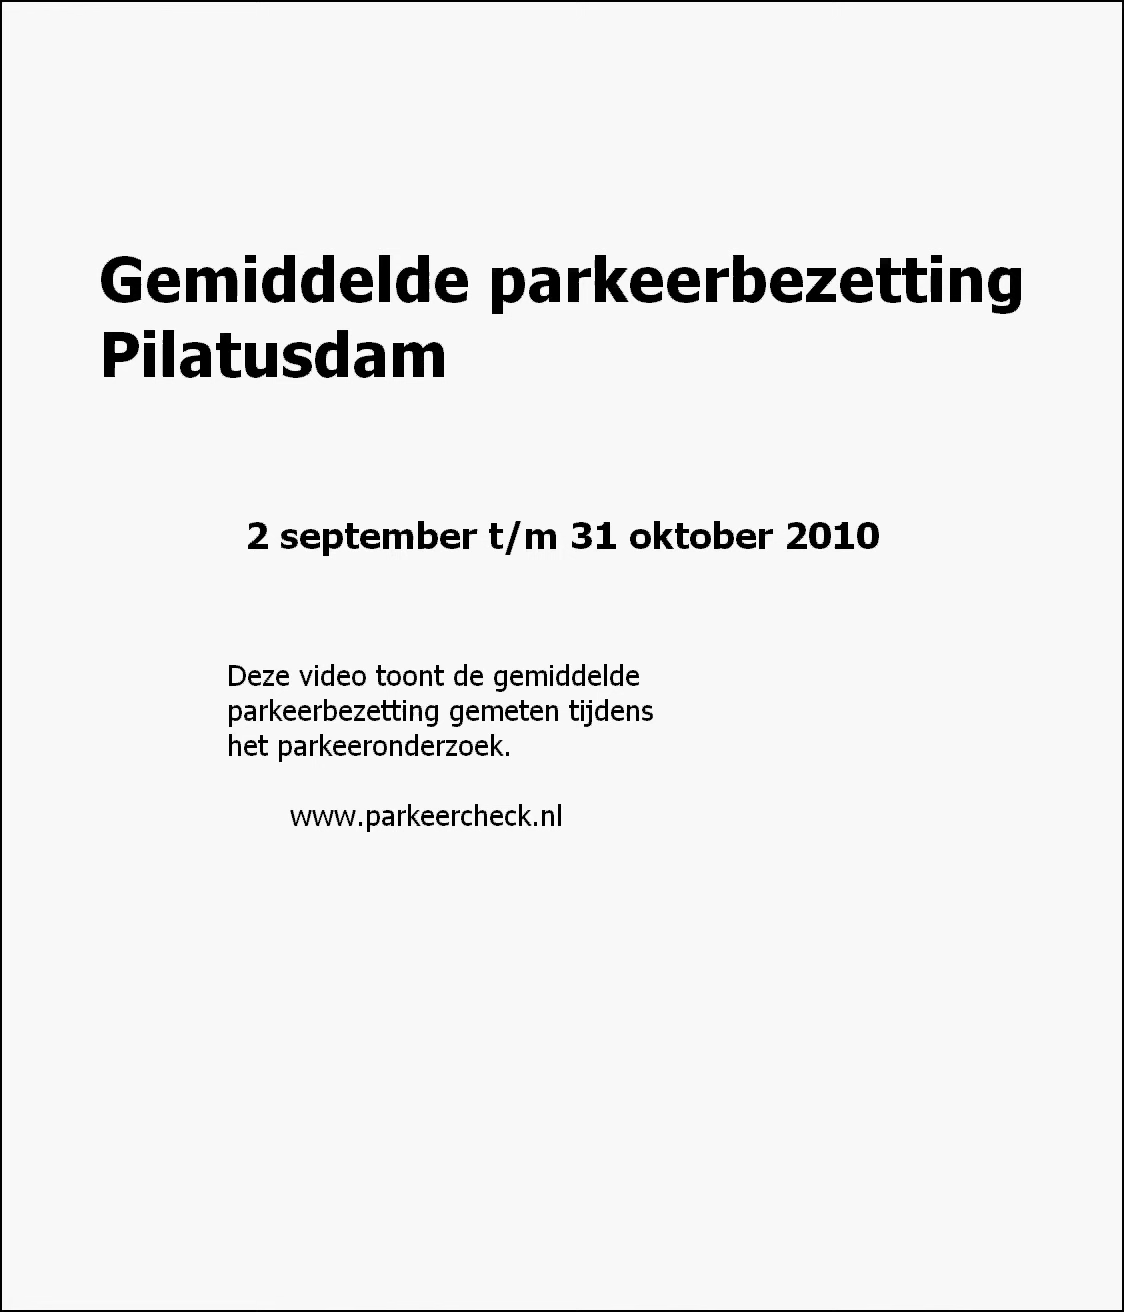 Gemiddelde parkeerbezetting
Pilatusdam
2 september t/m 31 oktober 2010
Deze video toont de gemiddelde
parkeerbezetting gemeten tijdens
het parkeeronderzoek.
www.parkeercheck.nl